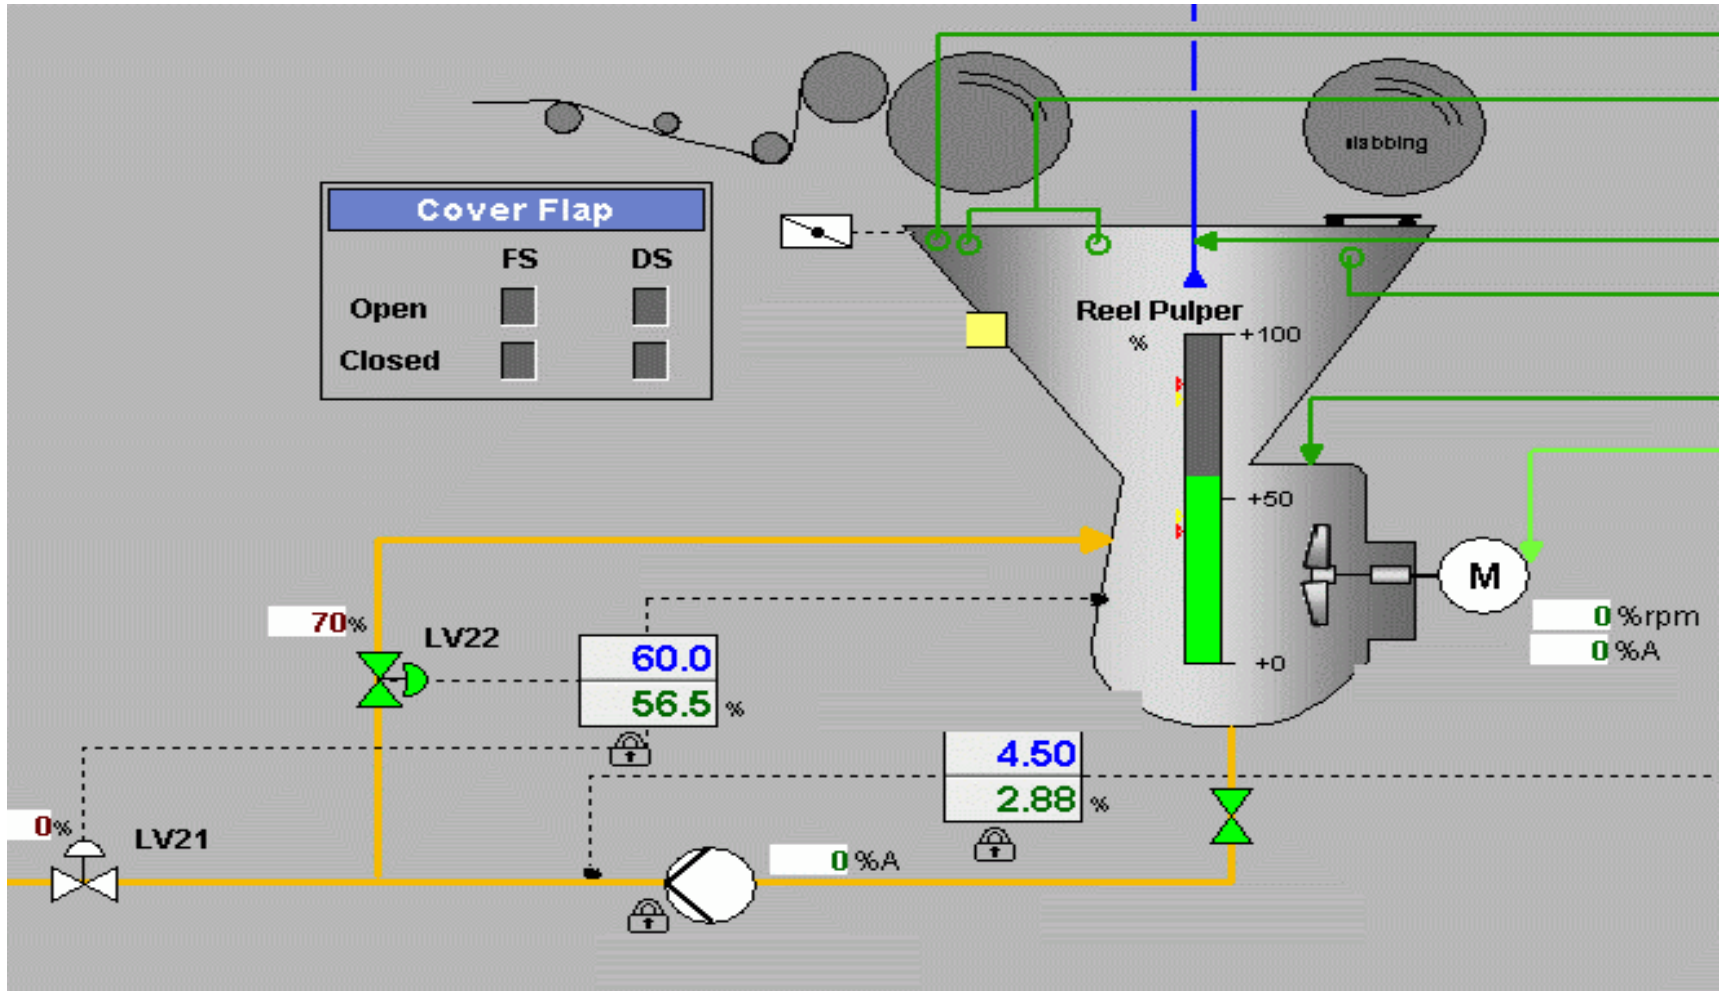 slabbing
Cover Flap
FS DS
Open
Closed
Reel Pulper
%
+100
+50
+0
M
0 %rpm
0 %A
70%
LV22
60.0
56.5 %
4.50
2.88 %
0%
LV21
0 %A